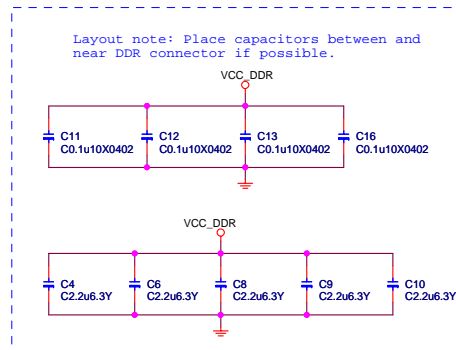 Layout note: Place capacitors between and
near DDR connector if possible.
VCC_DDR
C11 C12 C13 C16
C0.1u10X0402 C0.1u10X0402 C0.1u10X0402 C0.1u10X0402
VCC_DDR
C4 C6 C8 C9 C10
C2.2u6.3Y C2.2u6.3Y C2.2u6.3Y C2.2u6.3Y C2.2u6.3Y